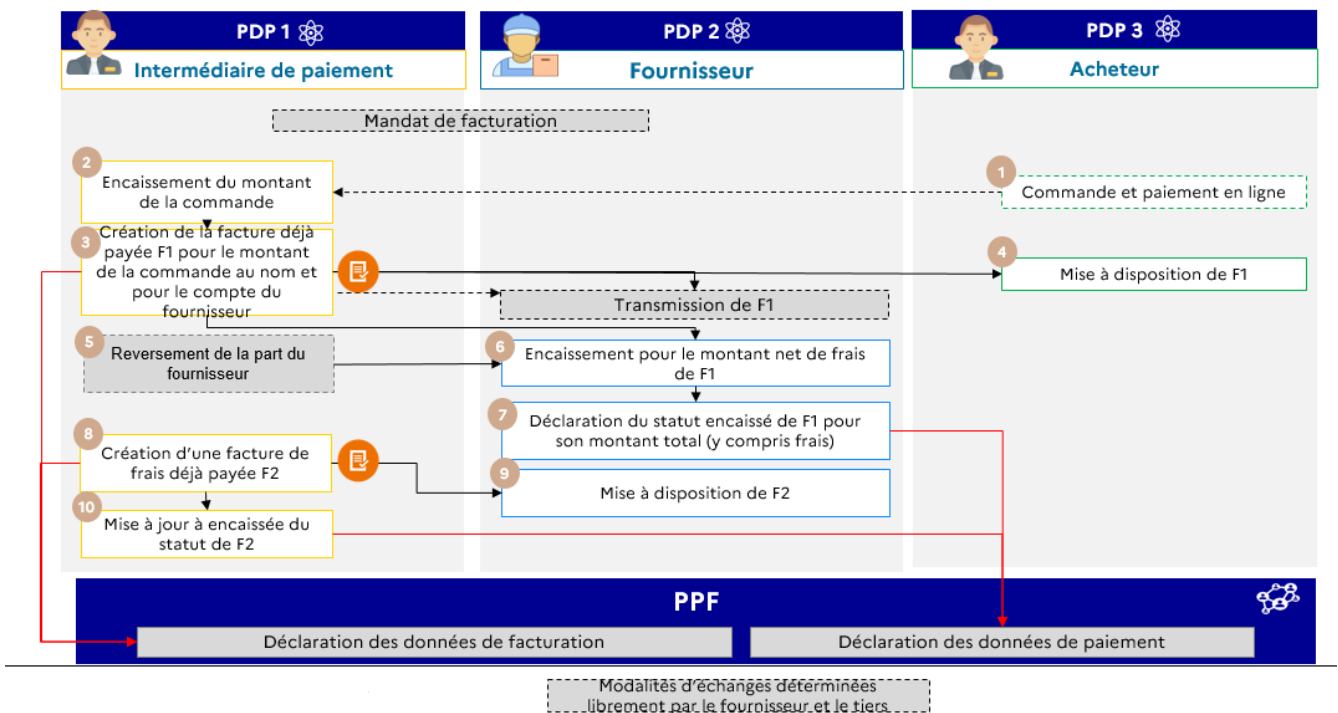 PDP 1
PDP 2
PDP 3
Intermédiaire de paiement
Fournisseur
Acheteur
Mandat de facturation
2
Encaissement du montant
de la commande
1
Commande et paiement en ligne
3
Création de la facture déjà
payée F1 pour le montant
de la commande au nom et
pour le compte du
fournisseur
4
Mise à disposition de F1
Transmission de F1
5
Reversement de la part du
fournisseur
6
Encaissement pour le montant net de frais
de F1
7
Déclaration du statut encaissé de F1 pour
son montant total (y compris frais)
8
Création d'une facture de
frais déjà payée F2
9
Mise à disposition de F2
10
Mise à jour à encaissée du
statut de F2
PPF
Déclaration des données de facturation
Déclaration des données de paiement
Modalités d'échanges déterminées
librement par le fournisseur et le tiers